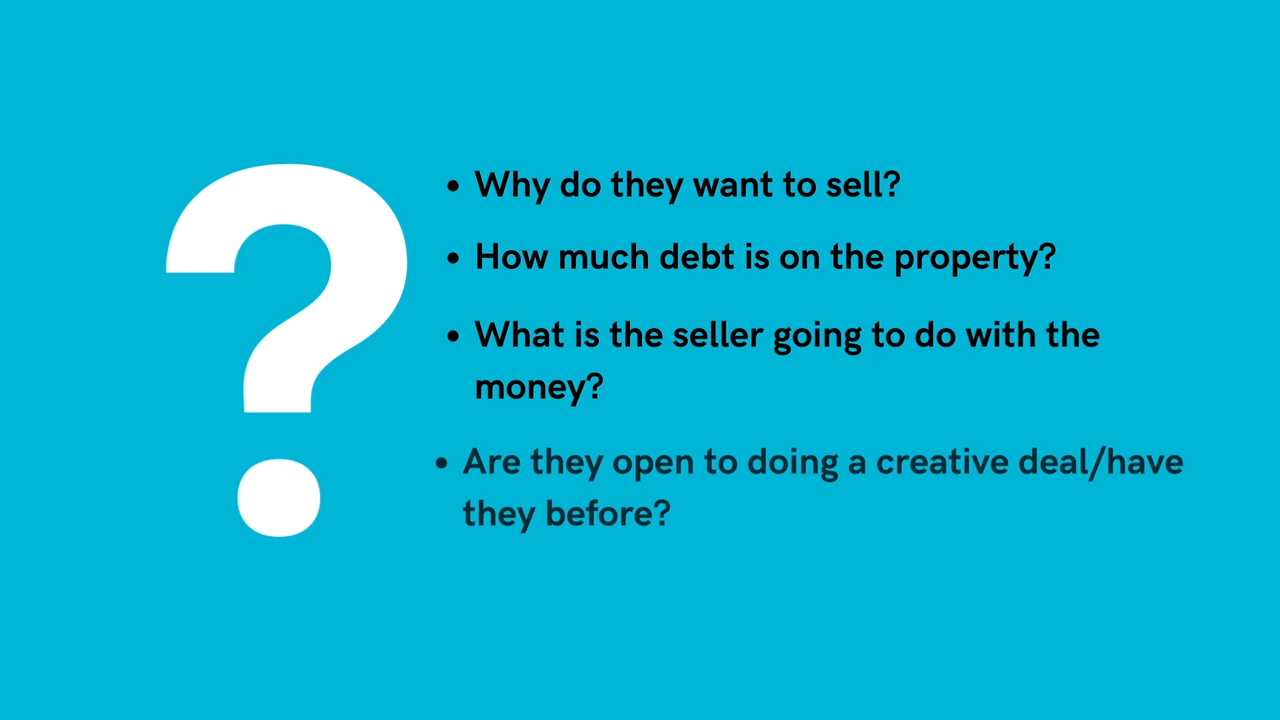 ?
• Why do they want to sell?
• How much debt is on the property?
• What is the seller going to do with the
money?
• Are they open to doing a creative deal/have
they before?